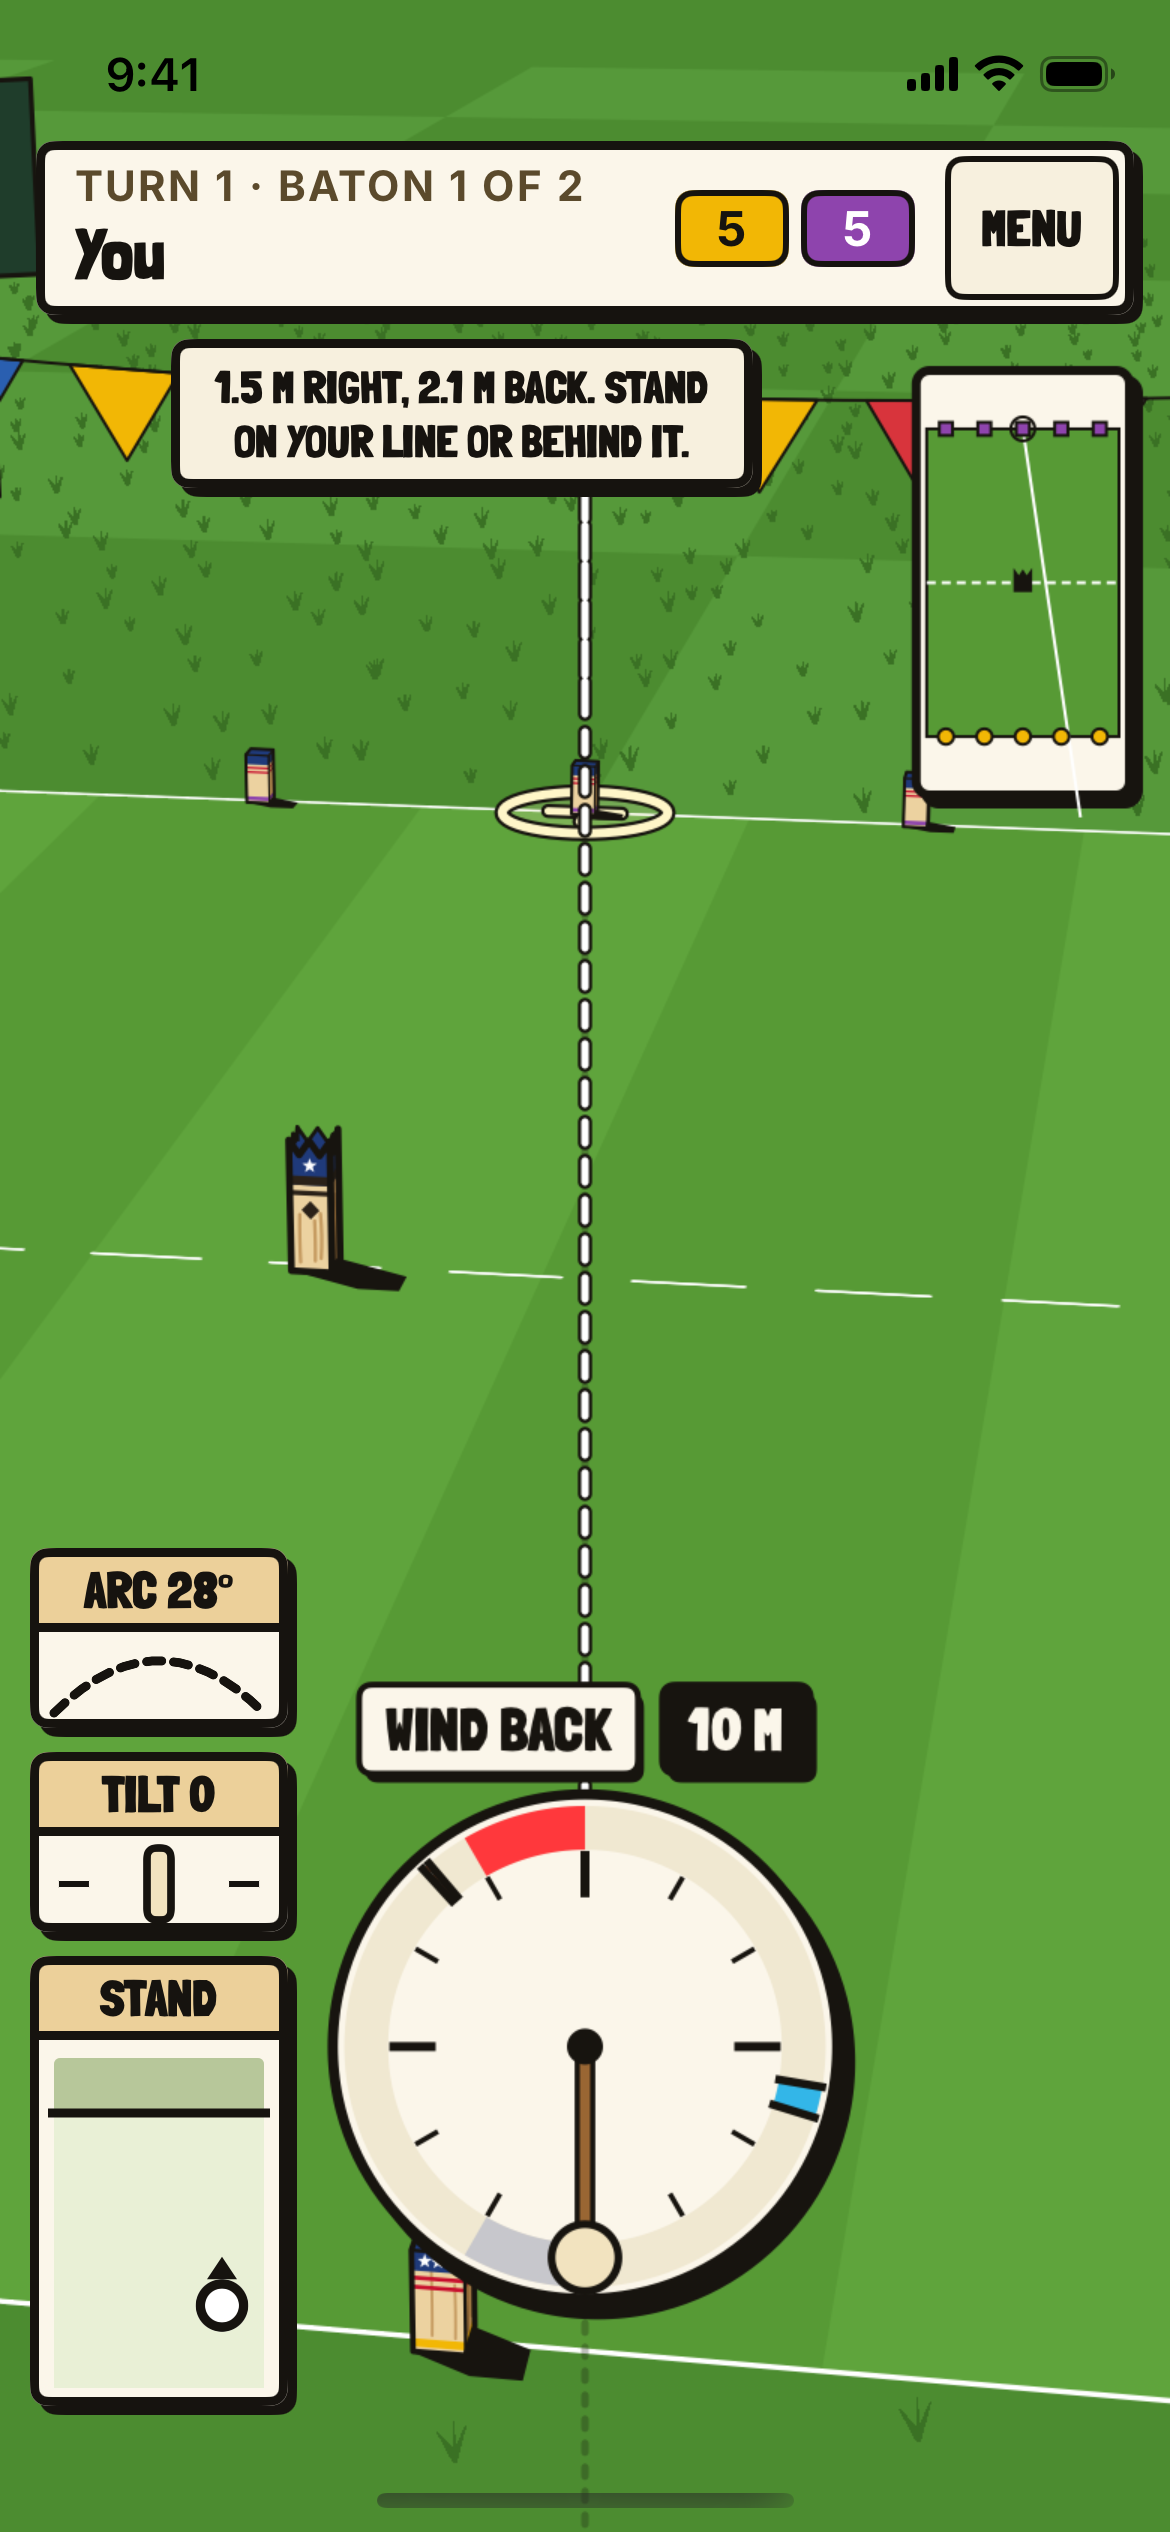 9:41
TURN 1 · BATON 1 OF 2
You
5
5
MENU
1.5 M RIGHT, 2.1 M BACK. STAND
ON YOUR LINE OR BEHIND IT.
ARC 28°
WIND BACK
10 M
TILT 0
STAND